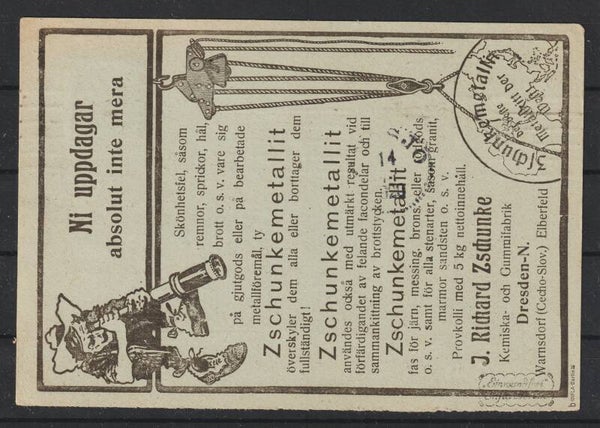 Ni uppdagar
absolut inte mera
Skönhetsfel, såsom
remnor, sprickor, hål,
brott o. s. v. vare sig
på gjutgods eller på bearbetade
metallföremål, ty
Zschunkemetallit
överskyler dem alla eller borttager dem
fullständigt!
Zschunkemetallit
användes också med utmärkt resultat vid
förfärdigandet av felande facondelar och till
sammankittning av brottstycken.
Zschunkemetallit
fås för järn, messing, brons eller rödgods
o. s. v. samt för alla stenarter, såsom granit,
marmor sandsten o. s. v.
Provkolli med 5 kg nettoinnehåll.
J. Richard Zschunke
Kemiska- och Gummifabrik
Dresden-N.
Warnsdorf (Cecho-Slov.) Elberfeld
Zschunkemetallit